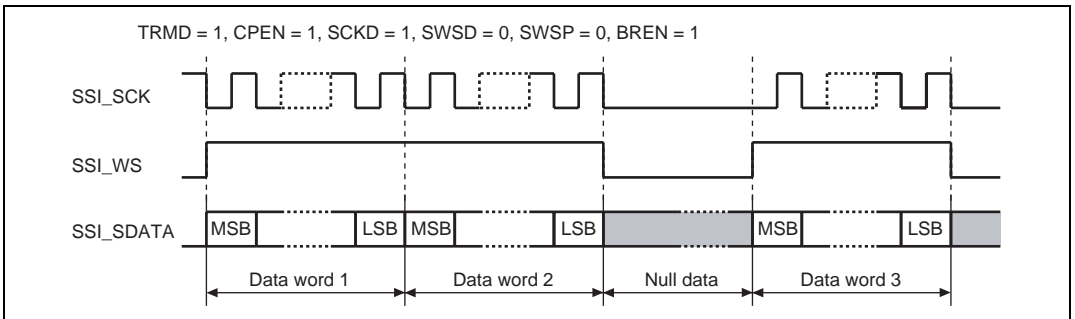 TRMD = 1, CPEN = 1, SCKD = 1, SWSD = 0, SWSP = 0, BREN = 1
SSI_SCK
SSI_WS
SSI_SDATA MSB LSB MSB LSB MSB LSB
Data word 1 Data word 2 Null data Data word 3